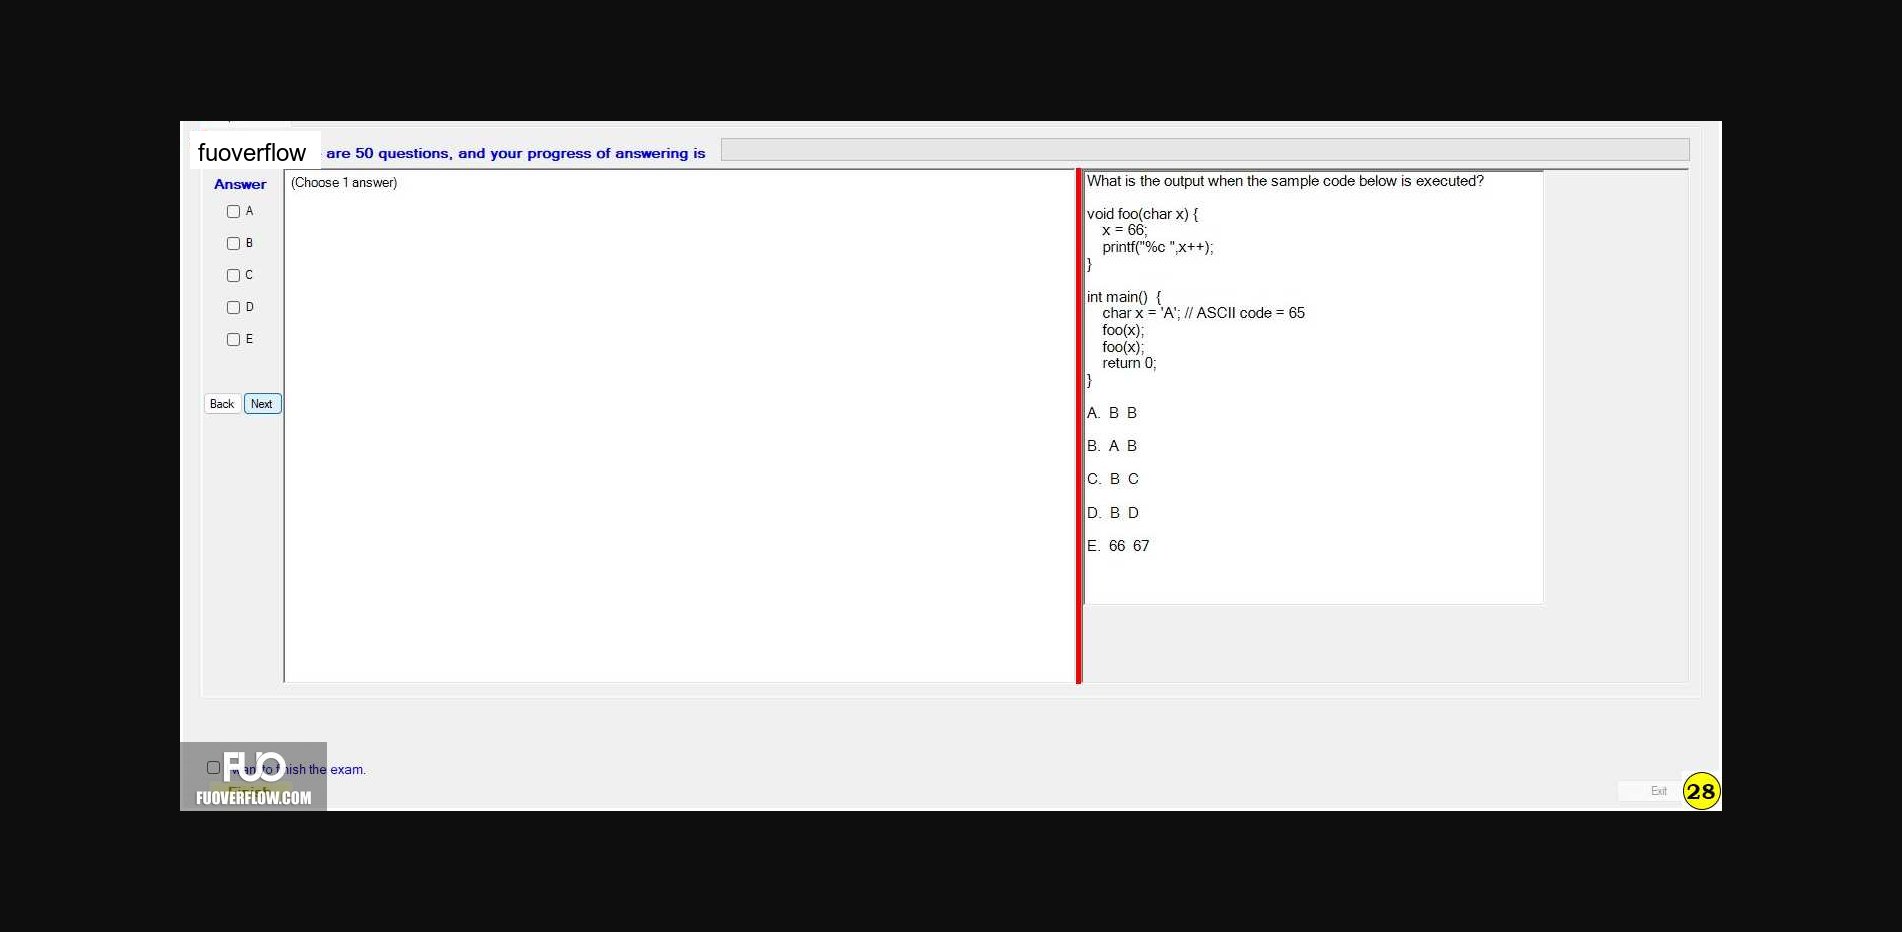 fuoverflow are 50 questions, and your progress of answering is
Answer
(Choose 1 answer)
A
B
C
D
E
Back Next
What is the output when the sample code below is executed?
void foo(char x) {
x = 66;
printf("%c ",x++);
}
int main() {
char x = 'A'; // ASCII code = 65
foo(x);
foo(x);
return 0;
}
A. B B
B. A B
C. B C
D. B D
E. 66 67
FUO
FUOVERFLOW.COM
to finish the exam.
Finish
Exit
28